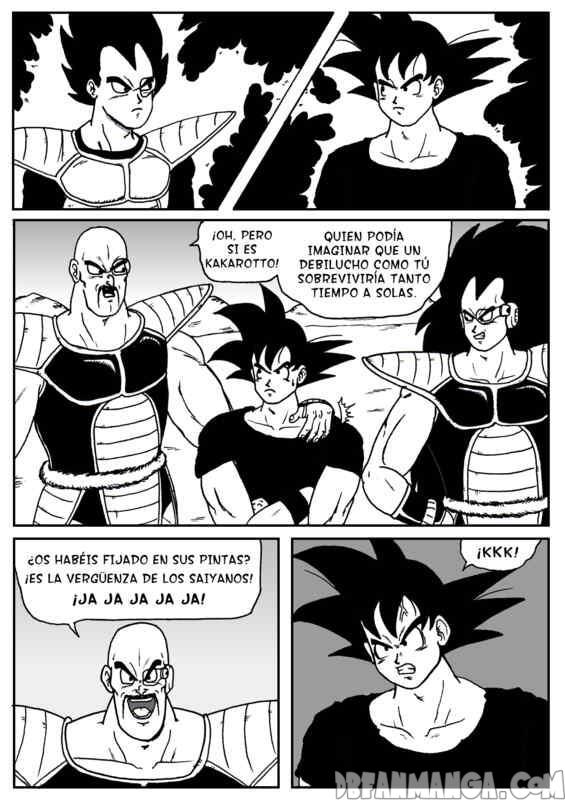 ¡OH, PERO
SI ES
KAKAROTTO!
QUIEN PODÍA
IMAGINAR QUE UN
DEBILUCHO COMO TÚ
SOBREVIVIRÍA TANTO
TIEMPO A SOLAS.
¿OS HABÉIS FIJADO EN SUS PINTAS?
¡ES LA VERGÜENZA DE LOS SAIYANOS!
¡JA JA JA JA JA!
¡KKK!
DBFANMANGA.COM